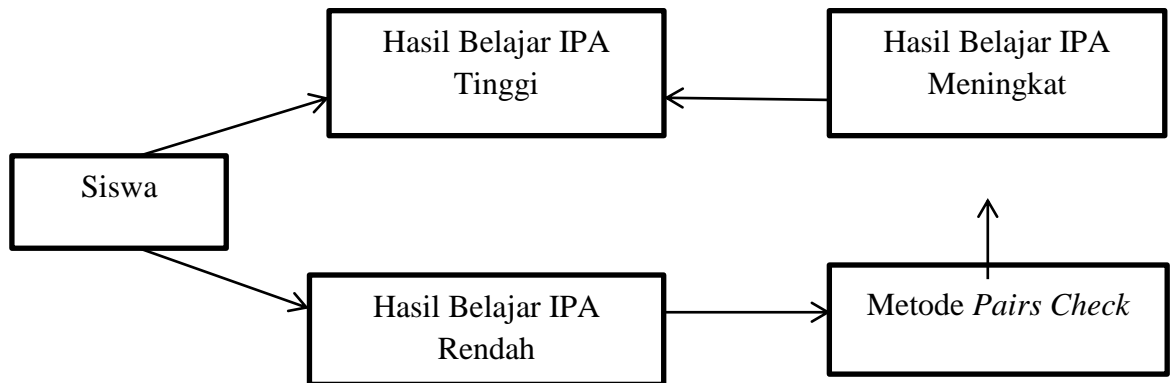 Hasil Belajar IPA
Tinggi
Hasil Belajar IPA
Meningkat
Siswa
Hasil Belajar IPA
Rendah
Metode Pairs Check